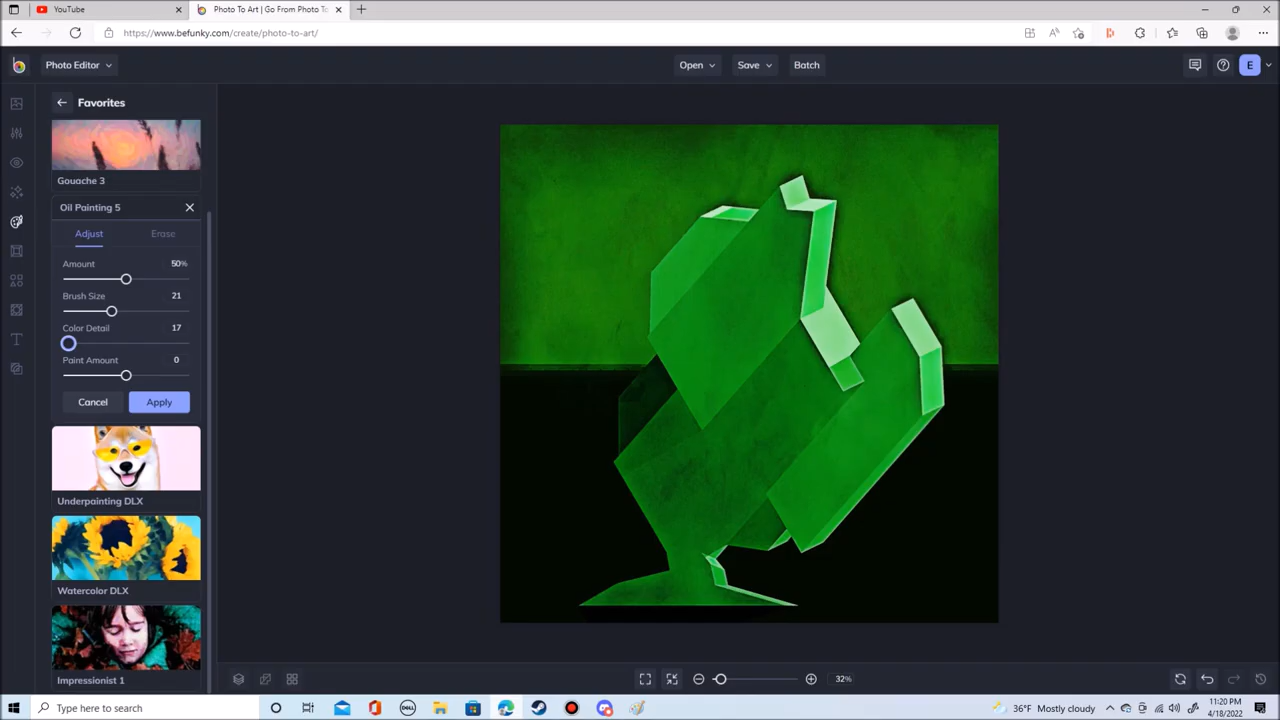 YouTube
Photo To Art | Go From Photo To
https://www.befunky.com/create/photo-to-art/
Photo Editor
Open
Save
Batch
E
Favorites
Gouache 3
Oil Painting 5
Adjust
Erase
Amount
50%
Brush Size
21
Color Detail
17
Paint Amount
0
Cancel
Apply
Underpainting DLX
Watercolor DLX
Impressionist 1
32%
Type here to search
DELL
36°F Mostly cloudy
11:20 PM
4/18/2022